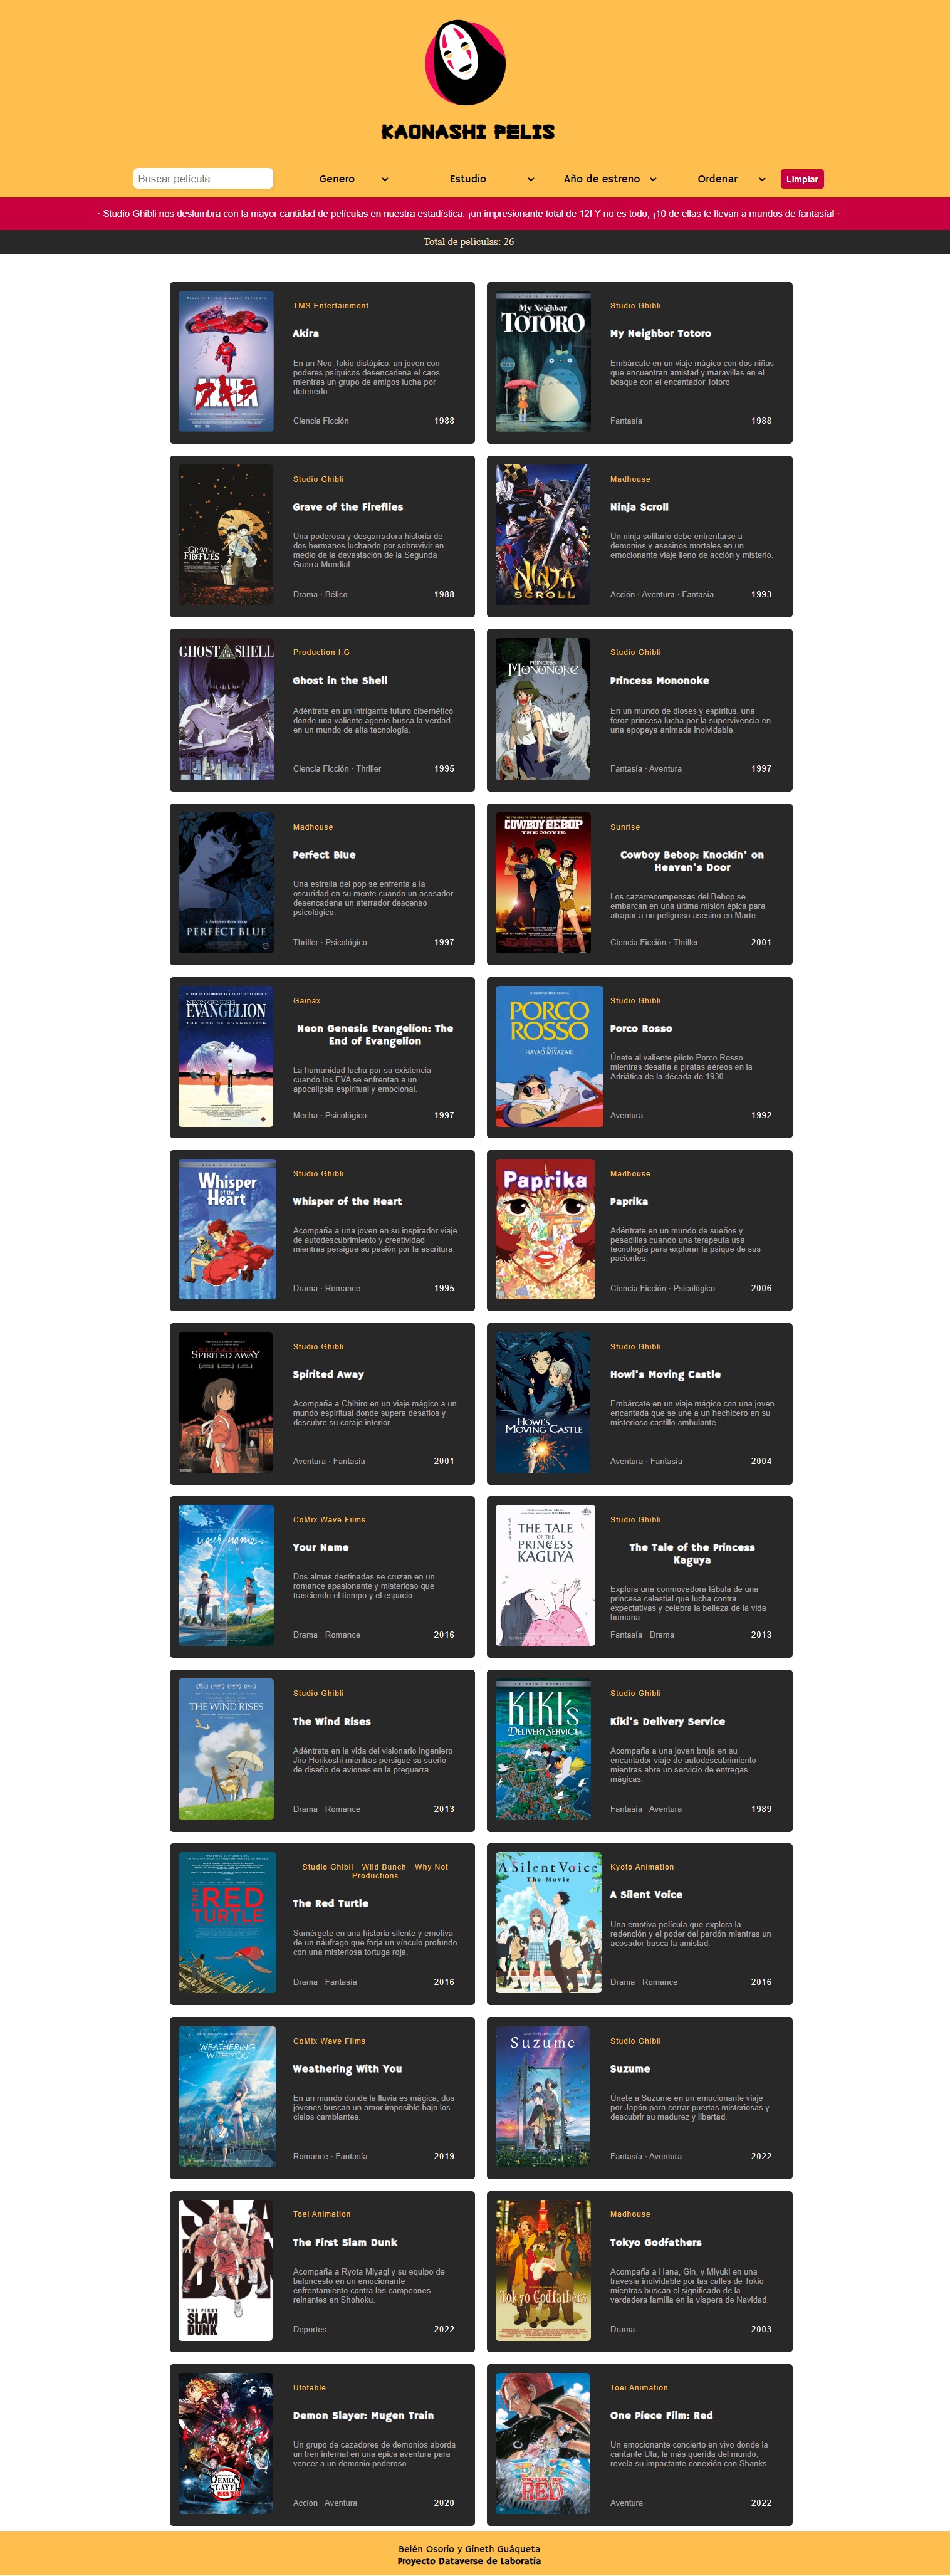 KAONASHI PELIS
Buscar película
Genero
Estudio
Año de estreno
Ordenar
Limpiar
· Studio Ghibli nos deslumbra con la mayor cantidad de películas en nuestra estadística: ¡un impresionante total de 12! Y no es todo, ¡10 de ellas te llevan a mundos de fantasía! ·
Total de películas: 26
TMS Entertainment
Akira
En un Neo-Tokio distópico, un joven con
poderes psíquicos desencadena el caos
mientras un grupo de amigos lucha por
detenerlo
Ciencia Ficción 1988
My Neighbor
TOTORO
Studio Ghibli
My Neighbor Totoro
Embárcate en un viaje mágico con dos niñas
que encuentran amistad y maravillas en el
bosque con el encantador Totoro
Fantasía 1988
GRAVE OF THE
FIREFLIES
Studio Ghibli
Grave of the Fireflies
Una poderosa y desgarradora historia de
dos hermanos luchando por sobrevivir en
medio de la devastación de la Segunda
Guerra Mundial.
Drama · Bélico 1988
NINJA
SCROLL
Madhouse
Ninja Scroll
Un ninja solitario debe enfrentarse a
demonios y asesinos mortales en un
emocionante viaje lleno de acción y misterio.
Acción · Aventura · Fantasía 1993
GHOST IN THE SHELL
Production I.G
Ghost in the Shell
Adéntrate en un intrigante futuro cibernético
donde una valiente agente busca la verdad
en un mundo de alta tecnología.
Ciencia Ficción · Thriller 1995
PRINCESS
MONONOKE
Studio Ghibli
Princess Mononoke
En un mundo de dioses y espíritus, una
feroz princesa lucha por la supervivencia en
una epopeya animada inolvidable.
Fantasía · Aventura 1997
PERFECT BLUE
Madhouse
Perfect Blue
Una estrella del pop se enfrenta a la
oscuridad en su mente cuando un acosador
desencadena un aterrador descenso
psicológico.
Thriller · Psicológico 1997
COWBOY BEBOP
THE MOVIE
Sunrise
Cowboy Bebop: Knockin' on
Heaven's Door
Los cazarrecompensas del Bebop se
embarcan en una última misión épica para
atrapar a un peligroso asesino en Marte.
Ciencia Ficción · Thriller 2001
NEON GENESIS
EVANGELION
THE END OF EVANGELION
Gainax
Neon Genesis Evangelion: The
End of Evangelion
La humanidad lucha por su existencia
cuando los EVA se enfrentan a un
apocalipsis espiritual y emocional.
Mecha · Psicológico 1997
PORCO
ROSSO
HAYAO MIYAZAKI
Studio Ghibli
Porco Rosso
Únete al valiente piloto Porco Rosso
mientras desafía a piratas aéreos en la
Adriática de la década de 1930.
Aventura 1992
Whisper
of the
Heart
Studio Ghibli
Whisper of the Heart
Acompaña a una joven en su inspirador viaje
de autodescubrimiento y creatividad
mientras persigue su pasión por la escritura.
Drama · Romance 1995
Paprika
Madhouse
Paprika
Adéntrate en un mundo de sueños y
pesadillas cuando una terapeuta usa
tecnología para explorar la psique de sus
pacientes.
Ciencia Ficción · Psicológico 2006
MIYAZAKI'S
SPIRITED AWAY
Studio Ghibli
Spirited Away
Acompaña a Chihiro en un viaje mágico a un
mundo espiritual donde supera desafíos y
descubre su coraje interior.
Aventura · Fantasía 2001
HOWL'S
MOVING CASTLE
Studio Ghibli
Howl's Moving Castle
Embárcate en un viaje mágico con una joven
encantada que se une a un hechicero en su
misterioso castillo ambulante.
Aventura · Fantasía 2004
your name.
CoMix Wave Films
Your Name
Dos almas destinadas se cruzan en un
romance apasionante y misterioso que
trasciende el tiempo y el espacio.
Drama · Romance 2016
THE TALE
OF THE
PRINCESS
KAGUYA
Studio Ghibli
The Tale of the Princess
Kaguya
Explora una conmovedora fábula de una
princesa celestial que lucha contra
expectativas y celebra la belleza de la vida
humana.
Fantasía · Drama 2013
THE WIND RISES
Studio Ghibli
The Wind Rises
Adéntrate en la vida del visionario ingeniero
Jiro Horikoshi mientras persigue su sueño
de diseño de aviones en la preguerra.
Drama · Romance 2013
KIKI's
DELIVERY SERVICE
Studio Ghibli
Kiki's Delivery Service
Acompaña a una joven bruja en su
encantador viaje de autodescubrimiento
mientras abre un servicio de entregas
mágicas.
Fantasía · Aventura 1989
THE RED
TURTLE
Studio Ghibli · Wild Bunch · Why Not
Productions
The Red Turtle
Sumérgete en una historia silente y emotiva
de un náufrago que forja un vínculo profundo
con una misteriosa tortuga roja.
Drama · Fantasía 2016
A Silent Voice
The Movie
Kyoto Animation
A Silent Voice
Una emotiva película que explora la
redención y el poder del perdón mientras un
acosador busca la amistad.
Drama · Romance 2016
WEATHERING
WITH YOU
CoMix Wave Films
Weathering With You
En un mundo donde la lluvia es mágica, dos
jóvenes buscan un amor imposible bajo los
cielos cambiantes.
Romance · Fantasía 2019
Suzume
Studio Ghibli
Suzume
Únete a Suzume en un emocionante viaje
por Japón para cerrar puertas misteriosas y
descubrir su madurez y libertad.
Fantasía · Aventura 2022
THE FIRST
SLAM
DUNK
Toei Animation
The First Slam Dunk
Acompaña a Ryota Miyagi y su equipo de
baloncesto en un emocionante
enfrentamiento contra los campeones
reinantes en Shohoku.
Deportes 2022
Tokyo Godfathers
Madhouse
Tokyo Godfathers
Acompaña a Hana, Gin, y Miyuki en una
travesía inolvidable por las calles de Tokio
mientras buscan el significado de la
verdadera familia en la víspera de Navidad.
Drama 2003
DEMON
SLAYER
MUGEN TRAIN
Ufotable
Demon Slayer: Mugen Train
Un grupo de cazadores de demonios aborda
un tren infernal en una épica aventura para
vencer a un demonio poderoso.
Acción · Aventura 2020
ONE PIECE FILM
RED
Toei Animation
One Piece Film: Red
Un emocionante concierto en vivo donde la
cantante Uta, la más querida del mundo,
revela su impactante conexión con Shanks.
Aventura 2022
Belén Osorio y Gineth Guáqueta
Proyecto Dataverse de Laboratia